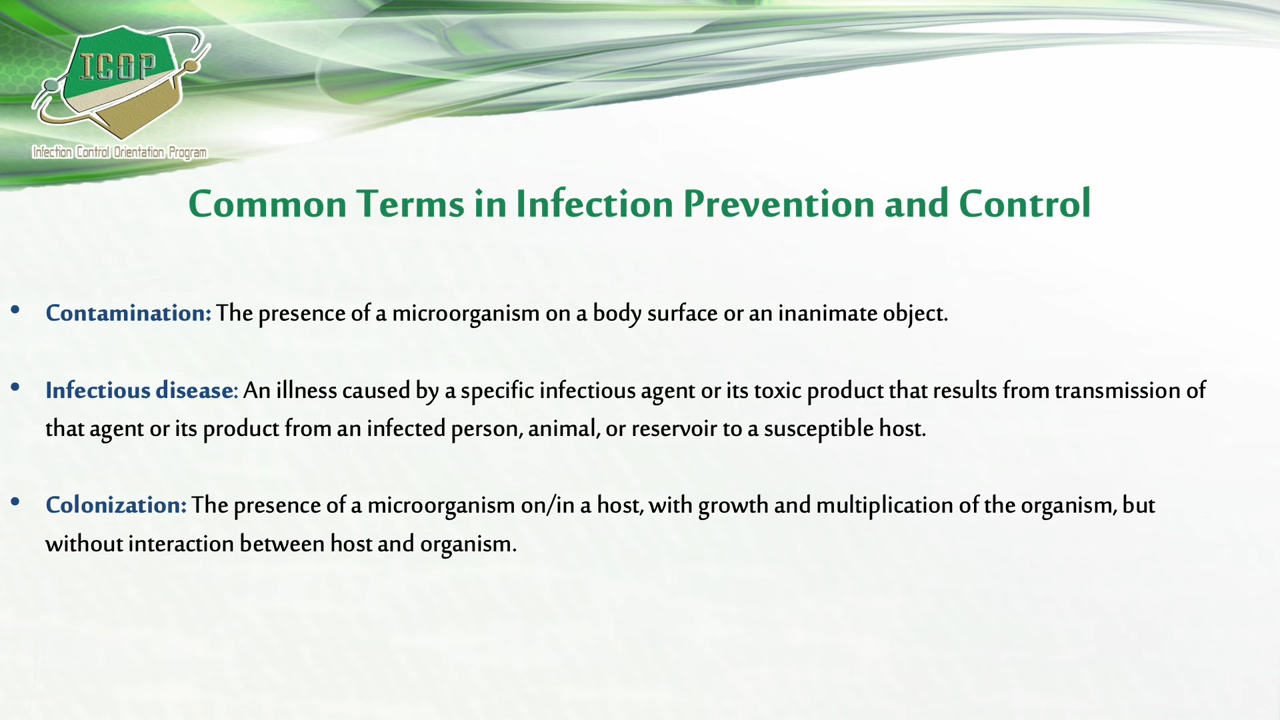 ICOP
Infection Control Orientation Program
Common Terms in Infection Prevention and Control
• Contamination: The presence of a microorganism on a body surface or an inanimate object.
• Infectious disease: An illness caused by a specific infectious agent or its toxic product that results from transmission of
that agent or its product from an infected person, animal, or reservoir to a susceptible host.
• Colonization: The presence of a microorganism on/in a host, with growth and multiplication of the organism, but
without interaction between host and organism.